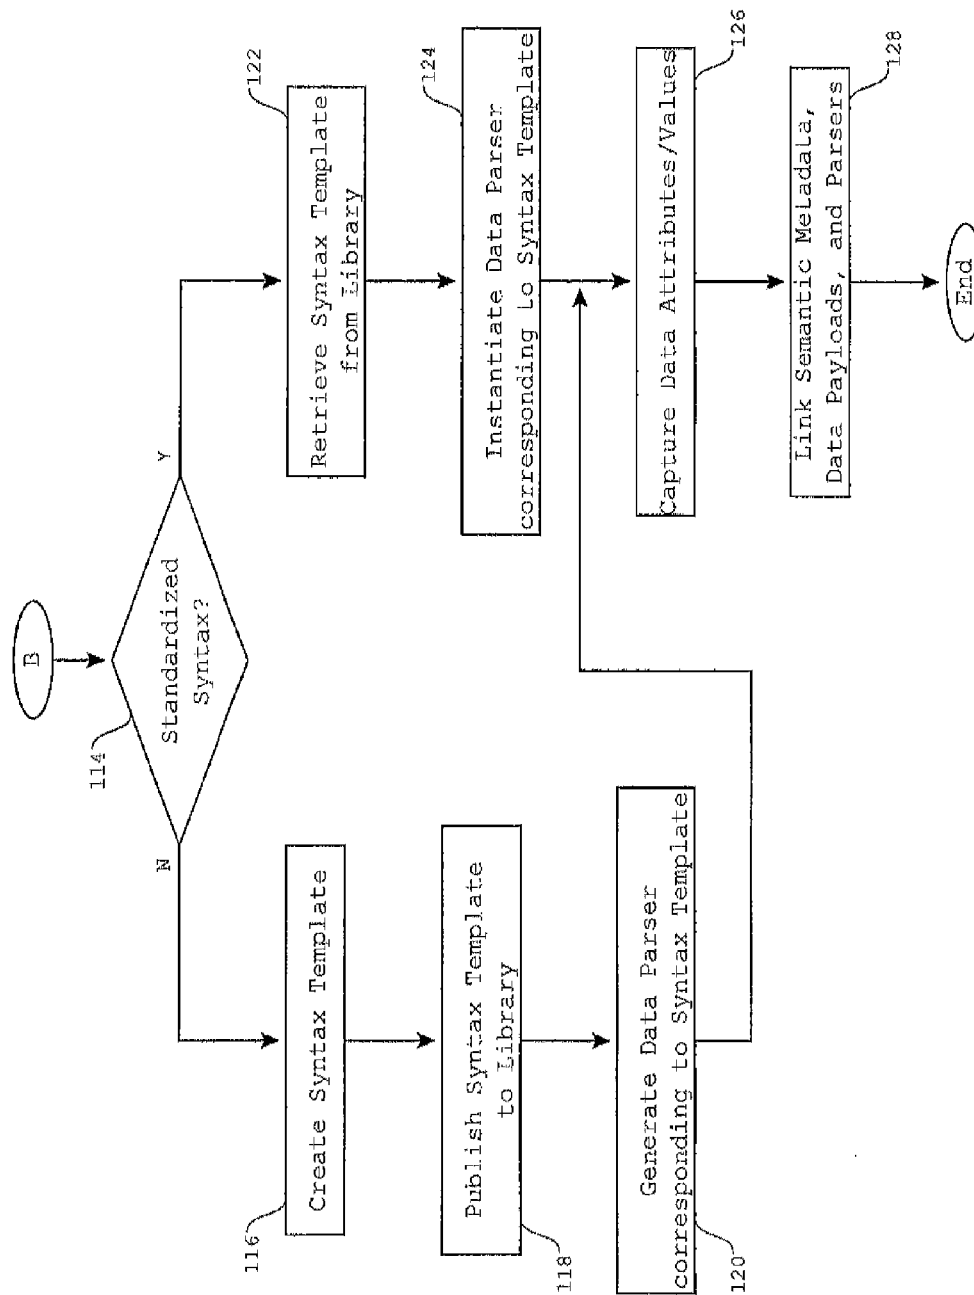 B
114
Standardized
Syntax?
N
Y
116
Create Syntax Template
118
Publish Syntax Template
to Library
120
Generate Data Parser
corresponding to Syntax Template
122
Retrieve Syntax Template
from Library
124
Instantiate Data Parser
corresponding to Syntax Template
126
Capture Data Attributes/Values
128
Link Semantic Metadata,
Data Payloads, and Parsers
End